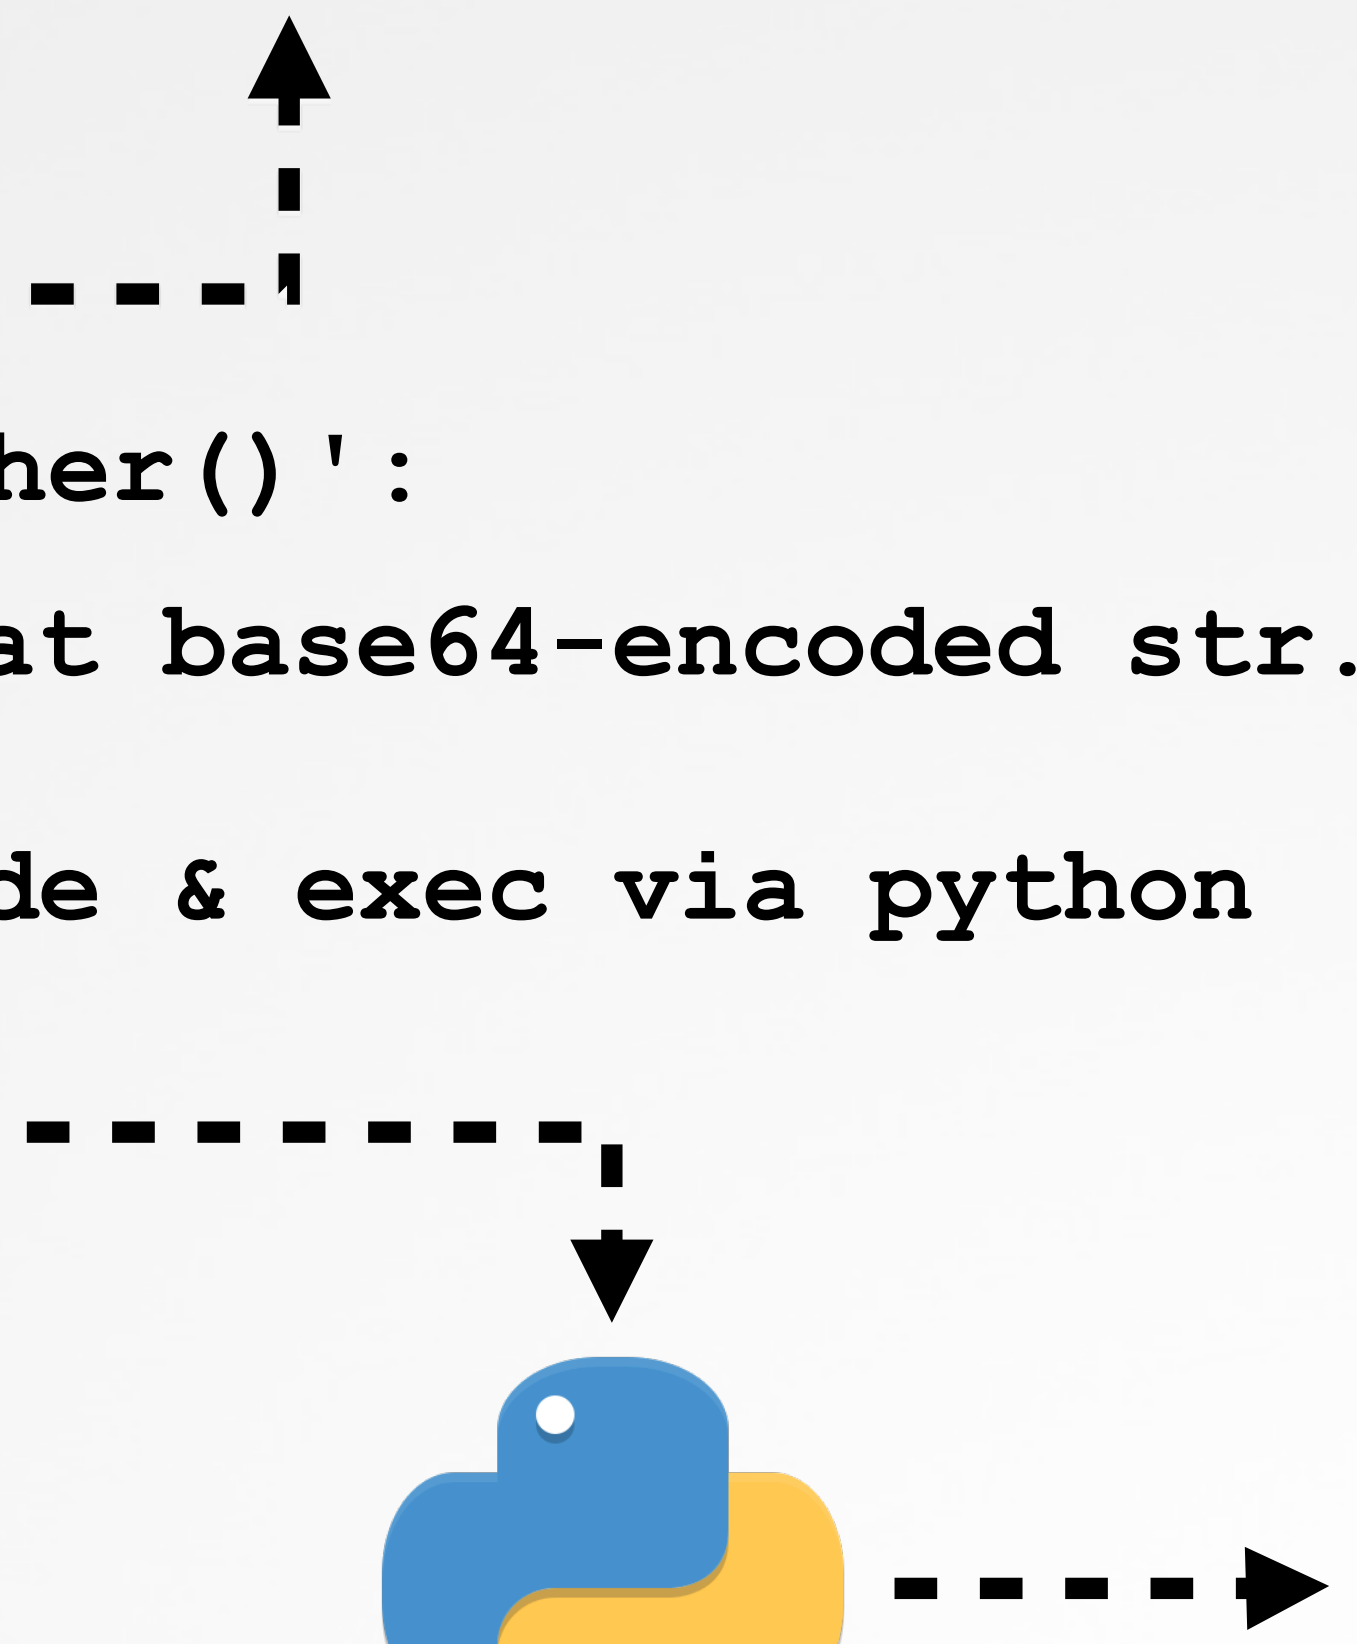 her()':
at base64-encoded str.
de & exec via python